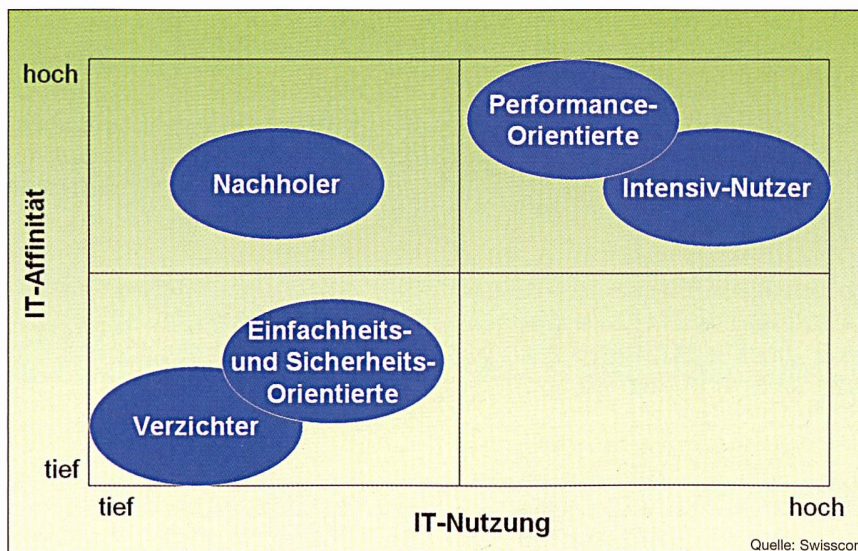 hoch
Performance-
Orientierte
Nachholer
Intensiv-Nutzer
IT-Affinität
Einfachheits-
und Sicherheits-
Orientierte
Verzichter
tief
tief
hoch
IT-Nutzung
Quelle: Swisscom